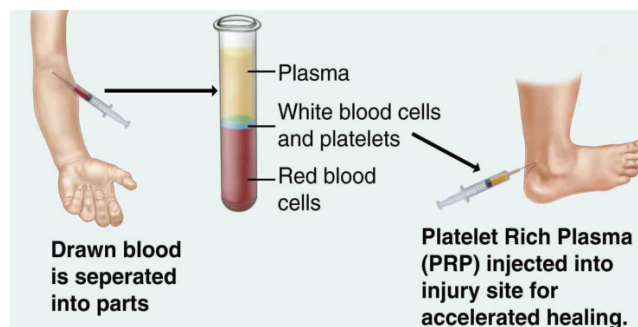 Plasma
White blood cells
and platelets
Red blood
cells
Drawn blood
is seperated
into parts
Platelet Rich Plasma
(PRP) injected into
injury site for
accelerated healing.